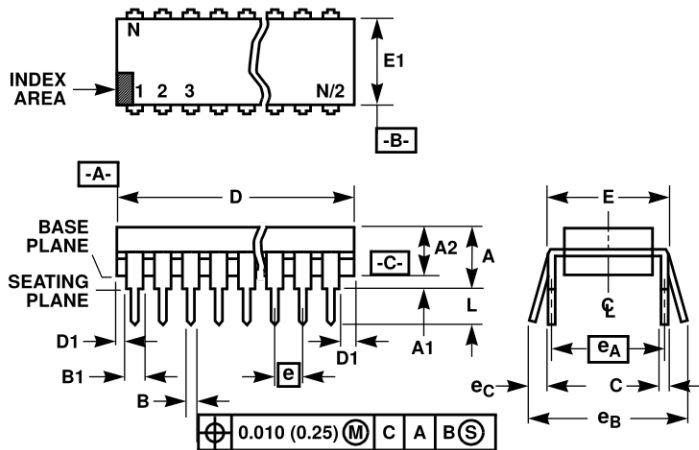 N
E1
INDEX
AREA
1 2 3 N/2
-B-
-A-
D
E
BASE
PLANE
A2
A
-C-
SEATING
PLANE
L
C
L
D1
A1
D1
eA
B1
e
eC
C
B
eB
0.010 (0.25) M C A B S